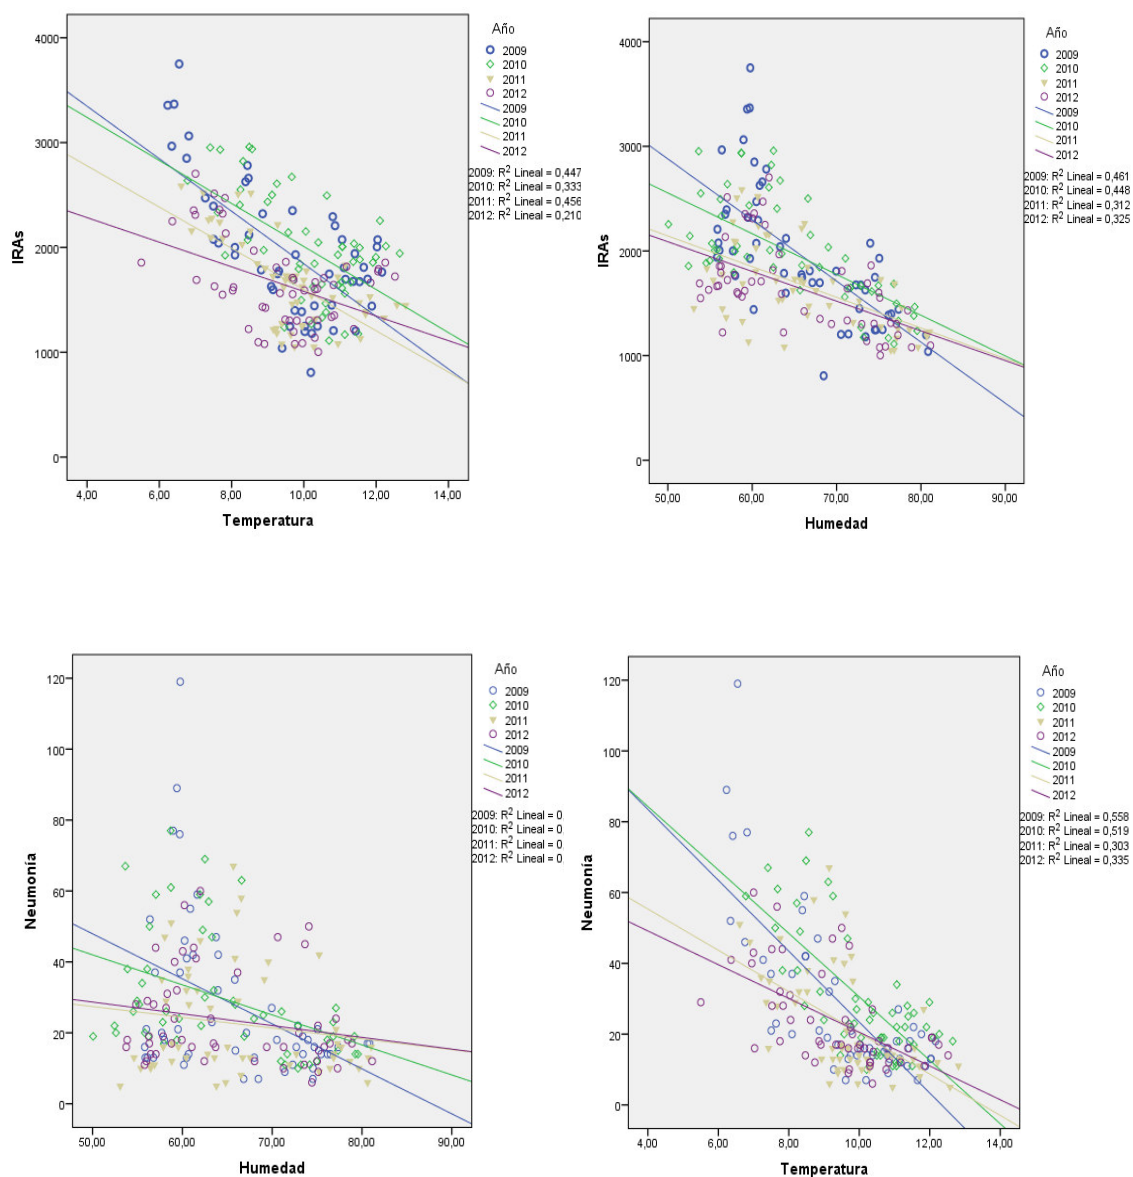 Año
2009
2010
2011
2012
2009
2010
2011
2012
2009: R² Lineal = 0,447
2010: R² Lineal = 0,333
2011: R² Lineal = 0,456
2012: R² Lineal = 0,210
IRAs
4000
3000
2000
1000
0
4,00 6,00 8,00 10,00 12,00 14,00
Temperatura
Año
2009
2010
2011
2012
2009
2010
2011
2012
2009: R² Lineal = 0,461
2010: R² Lineal = 0,448
2011: R² Lineal = 0,312
2012: R² Lineal = 0,325
IRAs
4000
3000
2000
1000
0
50,00 60,00 70,00 80,00 90,00
Humedad
Año
2009
2010
2011
2012
2009
2010
2011
2012
2009: R² Lineal = 0
2010: R² Lineal = 0
2011: R² Lineal = 0
2012: R² Lineal = 0
Neumonía
120
100
80
60
40
20
0
50,00 60,00 70,00 80,00 90,00
Humedad
Año
2009
2010
2011
2012
2009
2010
2011
2012
2009: R² Lineal = 0,558
2010: R² Lineal = 0,519
2011: R² Lineal = 0,303
2012: R² Lineal = 0,335
Neumonía
120
100
80
60
40
20
0
4,00 6,00 8,00 10,00 12,00 14,00
Temperatura